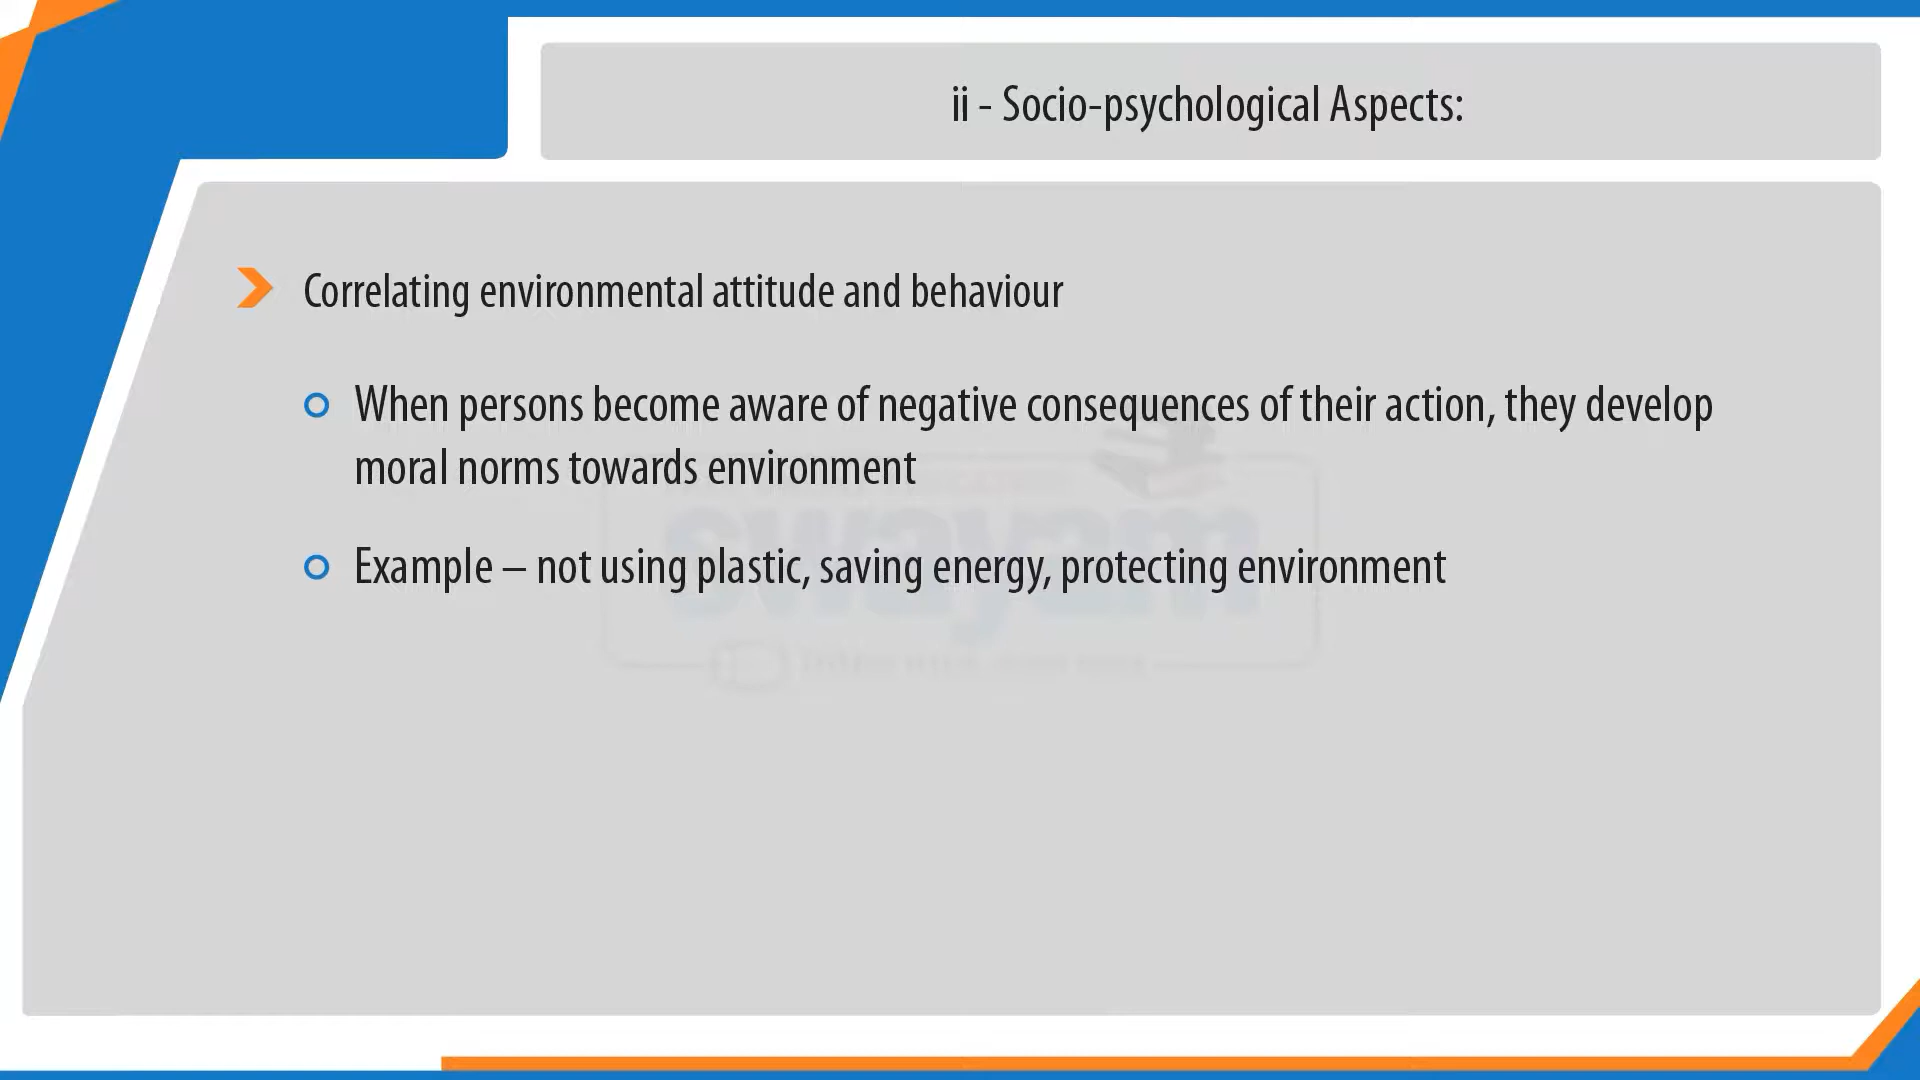 ii - Socio-psychological Aspects:
Correlating environmental attitude and behaviour
When persons become aware of negative consequences of their action, they develop
moral norms towards environment
Example – not using plastic, saving energy, protecting environment
swayam